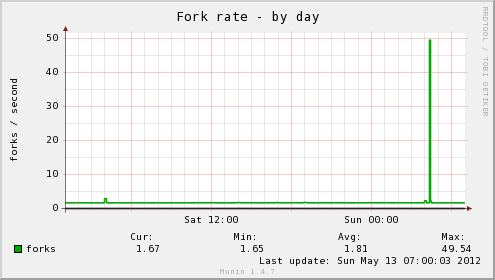 Fork rate - by day
RRDTOOL / TOBI OETIKER
forks / second
50
40
30
20
10
0
Sat 12:00 Sun 00:00
Cur: Min: Avg: Max:
forks 1.67 1.65 1.81 49.54
Last update: Sun May 13 07:00:03 2012
Munin 1.4.7